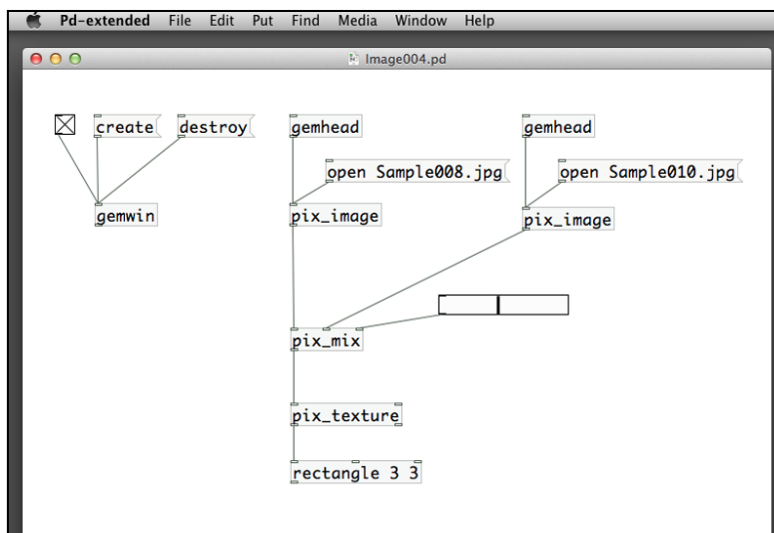 Pd-extended File Edit Put Find Media Window Help
Image004.pd
create destroy gemhead gemhead
open Sample008.jpg open Sample010.jpg
gemwin pix_image pix_image
pix_mix
pix_texture
rectangle 3 3